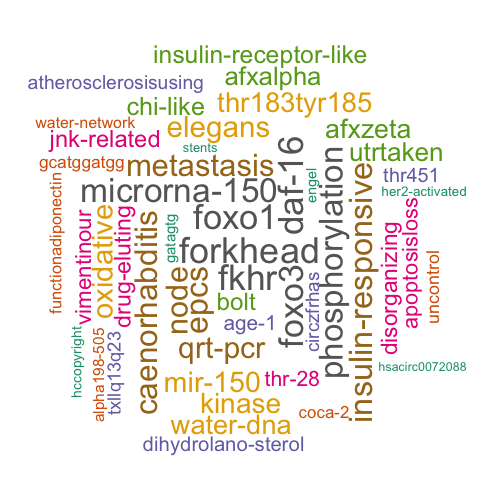 insulin-receptor-like
atherosclerosisusing
afxalpha
chi-like
thr183tyr185
water-network
elegans
afxzeta
jnk-related
stents
utrtaken
gcatggatgg
metastasis
daf-16
engel
thr451
microrna-150
her2-activated
functionadiponectin
vimentinour
oxidative
drug-eluting
caenorhabditis
gatagtg
foxo1
phosphorylation
insulin-responsive
disorganizing
apoptosisloss
uncontrol
node
epcs
forkhead
fkhr
foxo3
circzfrhas
bolt
age-1
hccopyright
alpha198-505
txllq13q23
qrt-pcr
hsacirc0072088
mir-150
thr-28
kinase
coca-2
water-dna
dihydrolano-sterol